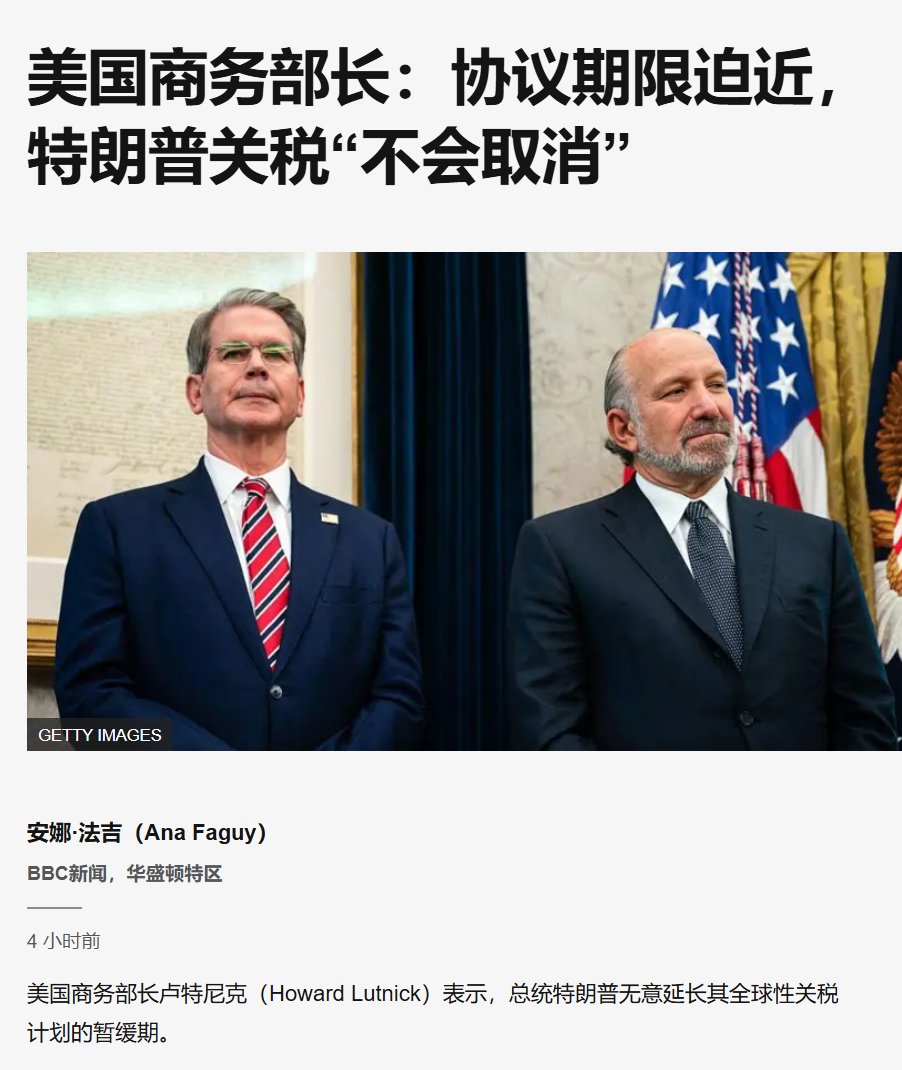 美国商务部长：协议期限迫近，
特朗普关税“不会取消”
GETTY IMAGES
安娜·法吉（Ana Faguy）
BBC新闻，华盛顿特区
4 小时前
美国商务部长卢特尼克（Howard Lutnick）表示，总统特朗普无意延长其全球性关税
计划的暂缓期。